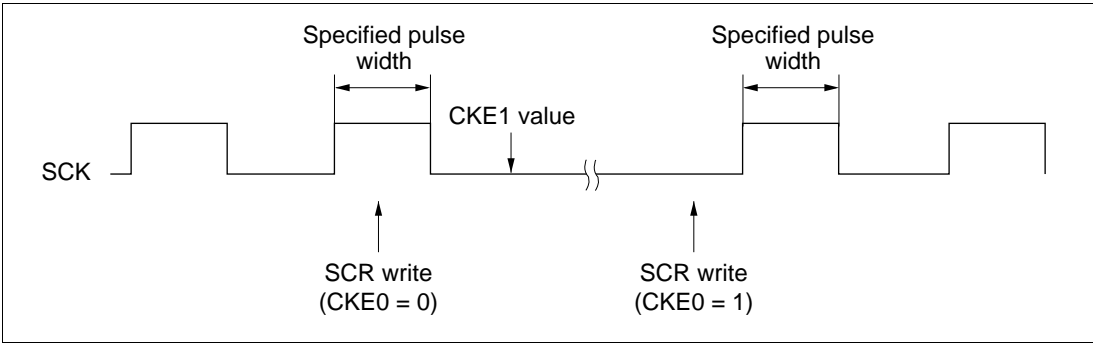 Specified pulse
width
Specified pulse
width
CKE1 value
SCK
SCR write
(CKE0 = 0)
SCR write
(CKE0 = 1)